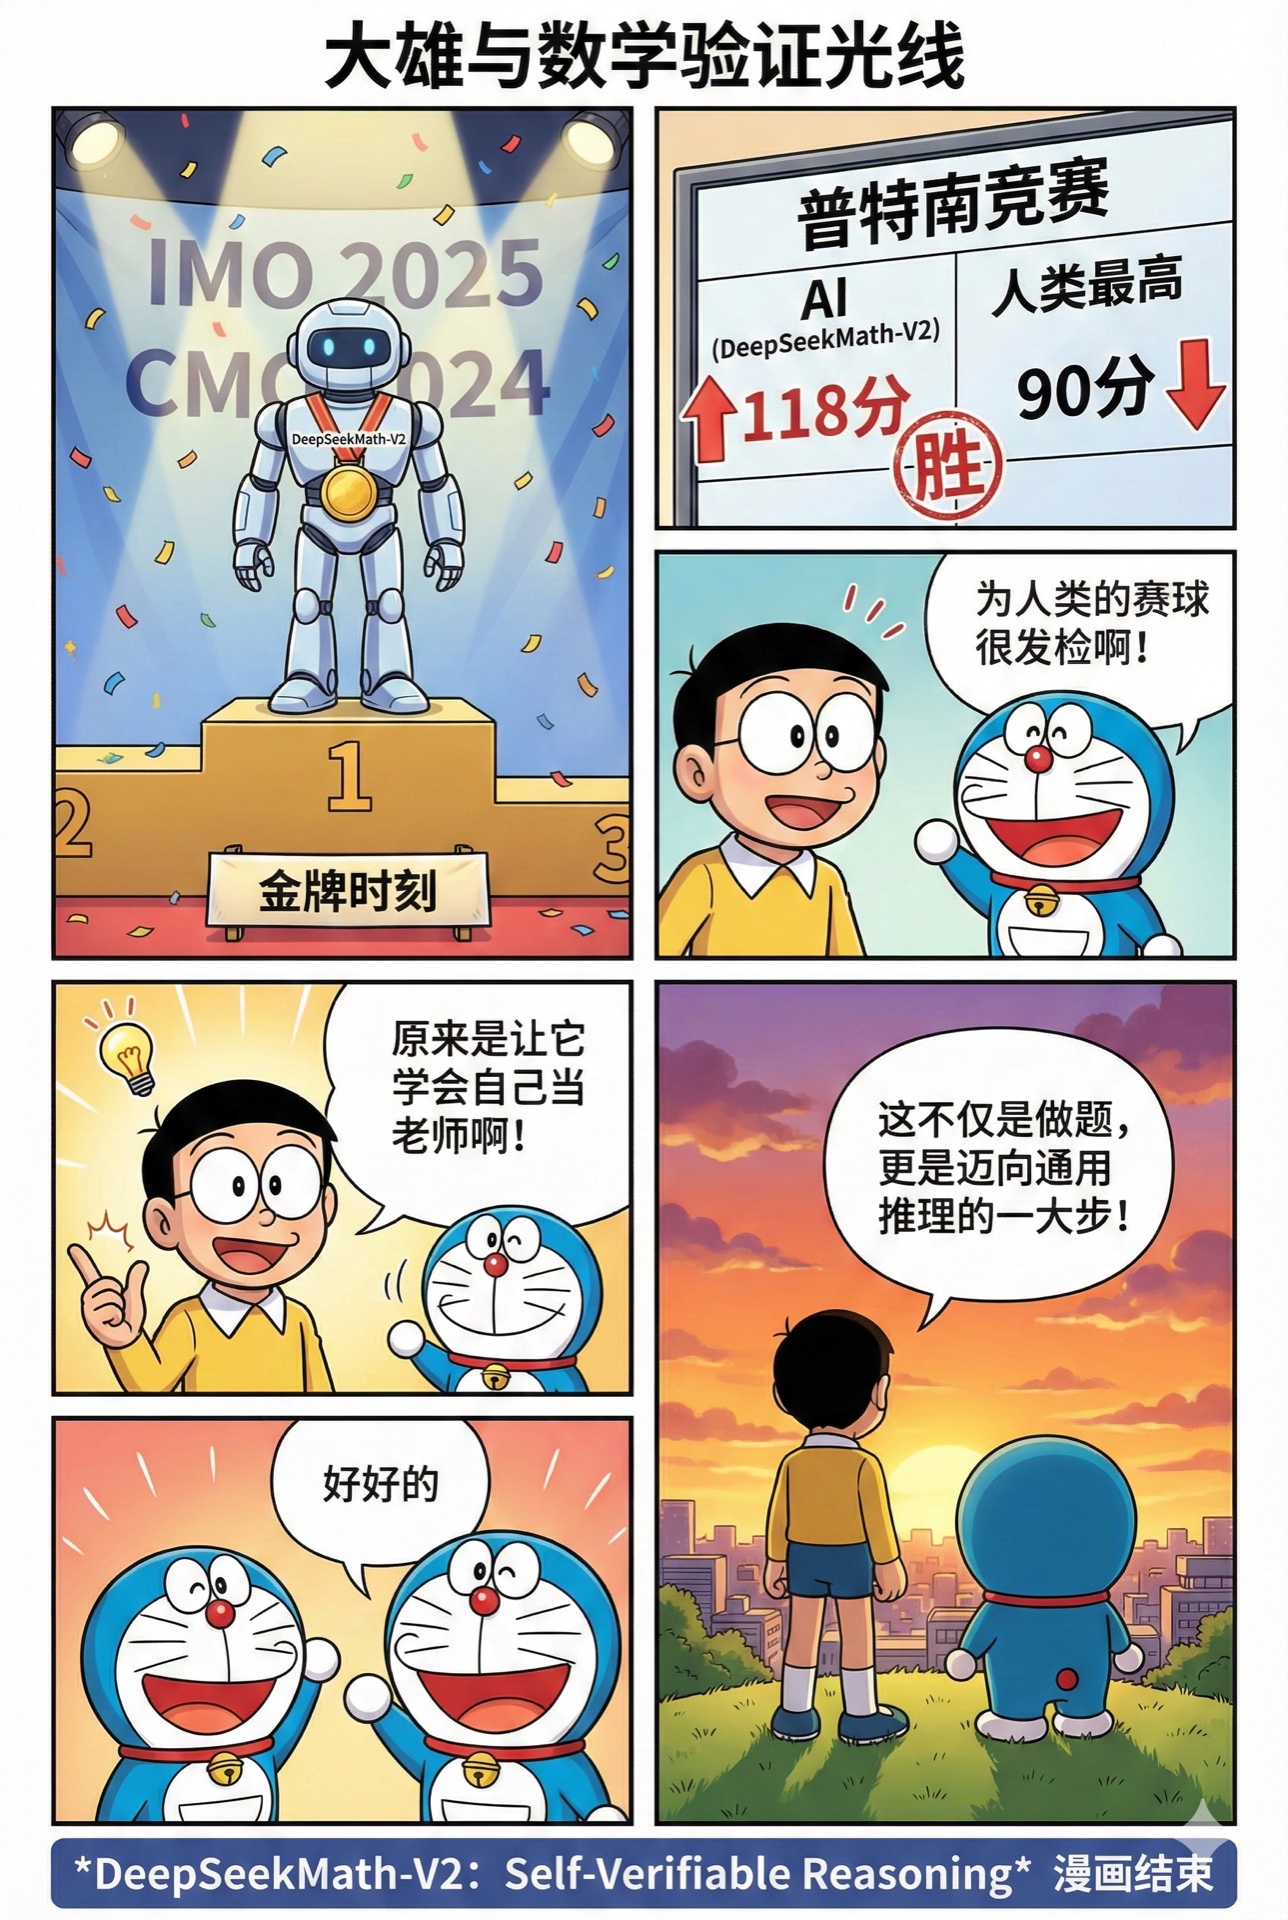 大雄与数学验证光线
IMO 2025
CMO 2024
DeepSeekMath-V2
1
2
3
金牌时刻
普特南竞赛
AI
(DeepSeekMath-V2)
118分
人类最高
90分
胜
为人类的赛球
很发检啊！
原来是让它
学会自己当
老师啊！
好好的
这不仅是做题，
更是迈向通用
推理的一大步！
*DeepSeekMath-V2：Self-Verifiable Reasoning* 漫画结束